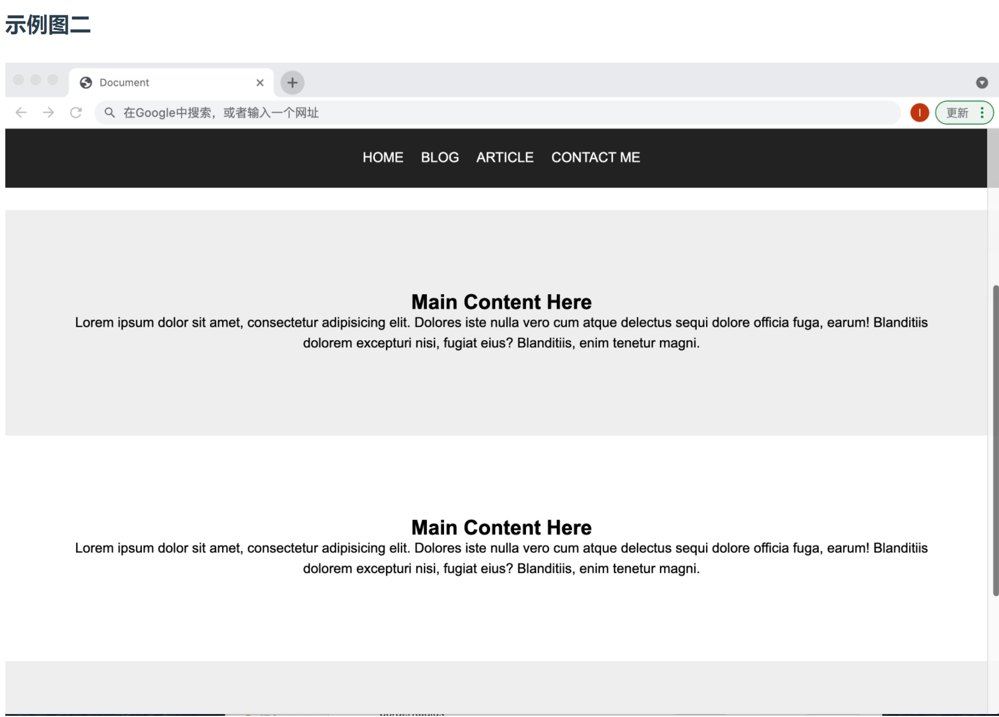 示例图二
Document
在Google中搜索，或者输入一个网址
I
更新
HOME BLOG ARTICLE CONTACT ME
Main Content Here
Lorem ipsum dolor sit amet, consectetur adipisicing elit. Dolores iste nulla vero cum atque delectus sequi dolore officia fuga, earum! Blanditiis
dolorem excepturi nisi, fugiat eius? Blanditiis, enim tenetur magni.
Main Content Here
Lorem ipsum dolor sit amet, consectetur adipisicing elit. Dolores iste nulla vero cum atque delectus sequi dolore officia fuga, earum! Blanditiis
dolorem excepturi nisi, fugiat eius? Blanditiis, enim tenetur magni.